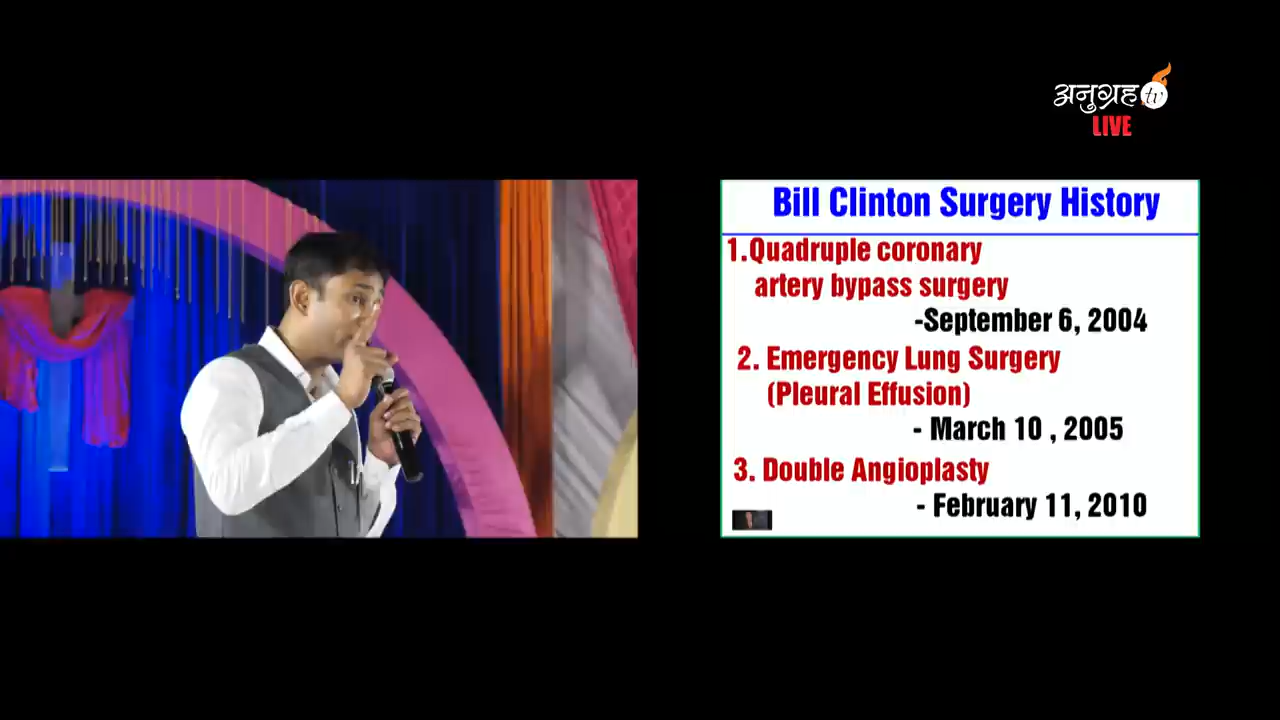 अनुग्रह tv
LIVE
Bill Clinton Surgery History
1.Quadruple coronary
artery bypass surgery
-September 6, 2004
2. Emergency Lung Surgery
(Pleural Effusion)
- March 10 , 2005
3. Double Angioplasty
- February 11, 2010